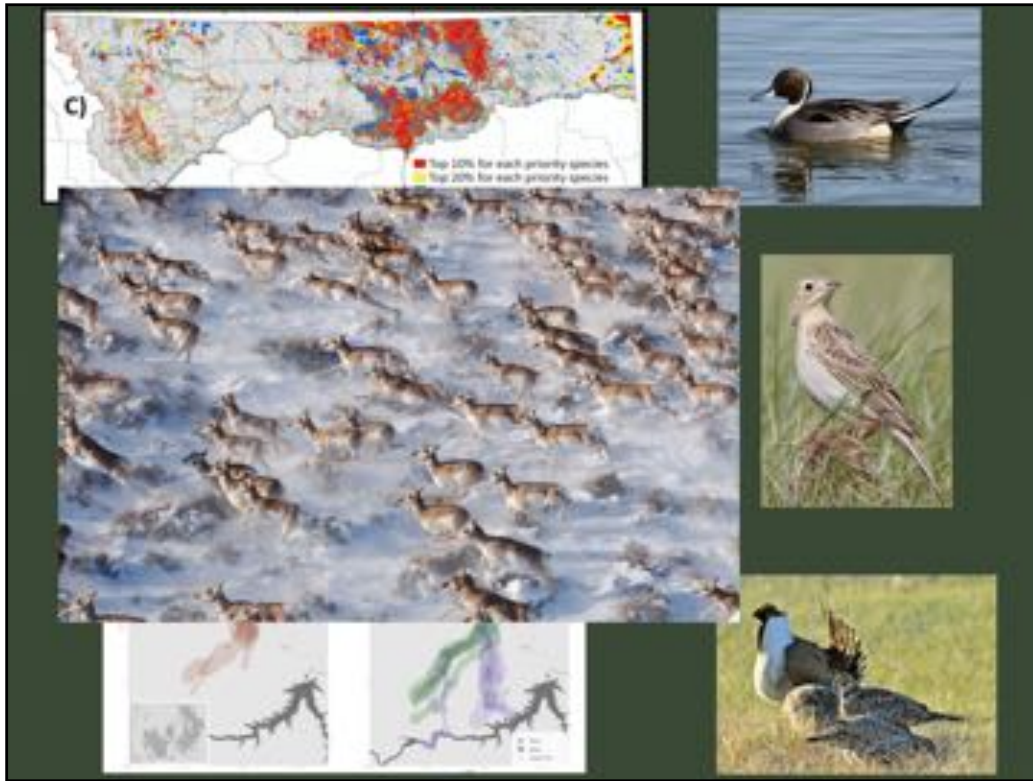 C)
Top 10% for each priority species
Top 20% for each priority species